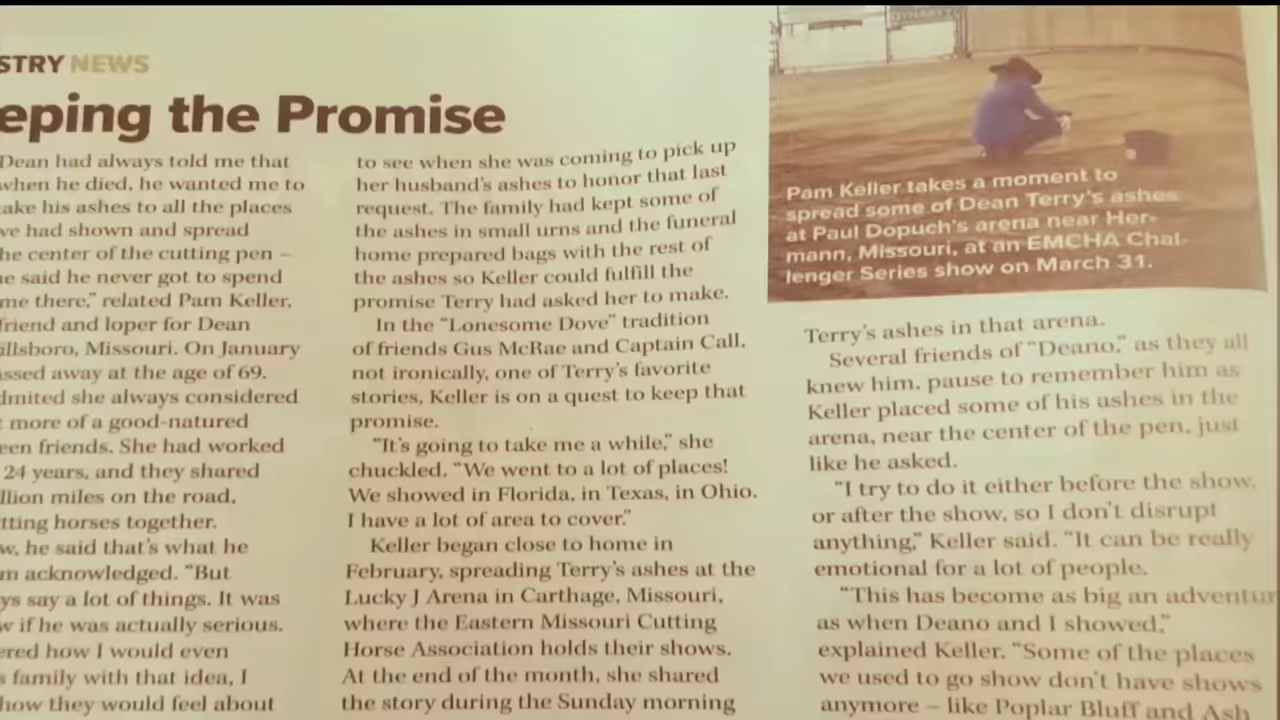 STRY NEWS
eping the Promise
Dean had always told me that
when he died, he wanted me to
ake his ashes to all the places
ve had shown and spread
he center of the cutting pen –
he said he never got to spend
me there," related Pam Keller,
friend and loper for Dean
illsboro, Missouri. On January
assed away at the age of 69.
dmitted she always considered
t more of a good-natured
een friends. She had worked
24 years, and they shared
llion miles on the road,
tting horses together.
w, he said that's what he
m acknowledged. "But
ys say a lot of things. It was
w if he was actually serious.
ered how I would even
s family with that idea, I
how they would feel about
to see when she was coming to pick up
her husband's ashes to honor that last
request. The family had kept some of
the ashes in small urns and the funeral
home prepared bags with the rest of
the ashes so Keller could fulfill the
promise Terry had asked her to make.
In the "Lonesome Dove" tradition
of friends Gus McRae and Captain Call,
not ironically, one of Terry's favorite
stories, Keller is on a quest to keep that
promise.
"It's going to take me a while," she
chuckled. "We went to a lot of places!
We showed in Florida, in Texas, in Ohio.
I have a lot of area to cover."
Keller began close to home in
February, spreading Terry's ashes at the
Lucky J Arena in Carthage, Missouri,
where the Eastern Missouri Cutting
Horse Association holds their shows.
At the end of the month, she shared
the story during the Sunday morning
Pam Keller takes a moment to
spread some of Dean Terry's ashes
at Paul Dopuch's arena near Her-
mann, Missouri, at an EMCHA Chal-
lenger Series show on March 31.
Terry's ashes in that arena.
Several friends of "Deano," as they all
knew him, pause to remember him as
Keller placed some of his ashes in the
arena, near the center of the pen, just
like he asked.
"I try to do it either before the show,
or after the show, so I don't disrupt
anything," Keller said. "It can be really
emotional for a lot of people.
"This has become as big an adventur
as when Deano and I showed,"
explained Keller. "Some of the places
we used to go show don't have shows
anymore – like Poplar Bluff and Ash